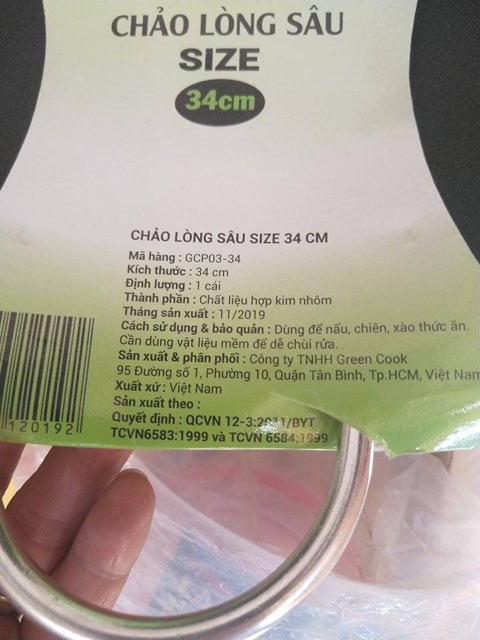 CHẢO LÒNG SÂU
SIZE
34cm
CHẢO LÒNG SÂU SIZE 34 CM
Mã hàng : GCP03-34
Kích thước : 34 cm
Định lượng : 1 cái
Thành phần : Chất liệu hợp kim nhôm
Tháng sản xuất : 11/2019
Cách sử dụng & bảo quản : Dùng để nấu, chiên, xào thức ăn.
Cần dùng vật liệu mềm để dễ chùi rửa.
Sản xuất & phân phối : Công ty TNHH Green Cook
95 Đường số 1, Phường 10, Quận Tân Bình, Tp.HCM, Việt Nam
Xuất xứ : Việt Nam
Sản xuất theo :
Quyết định : QCVN 12-3:2011/BYT
TCVN6583:1999 và TCVN 6584:1999
120192